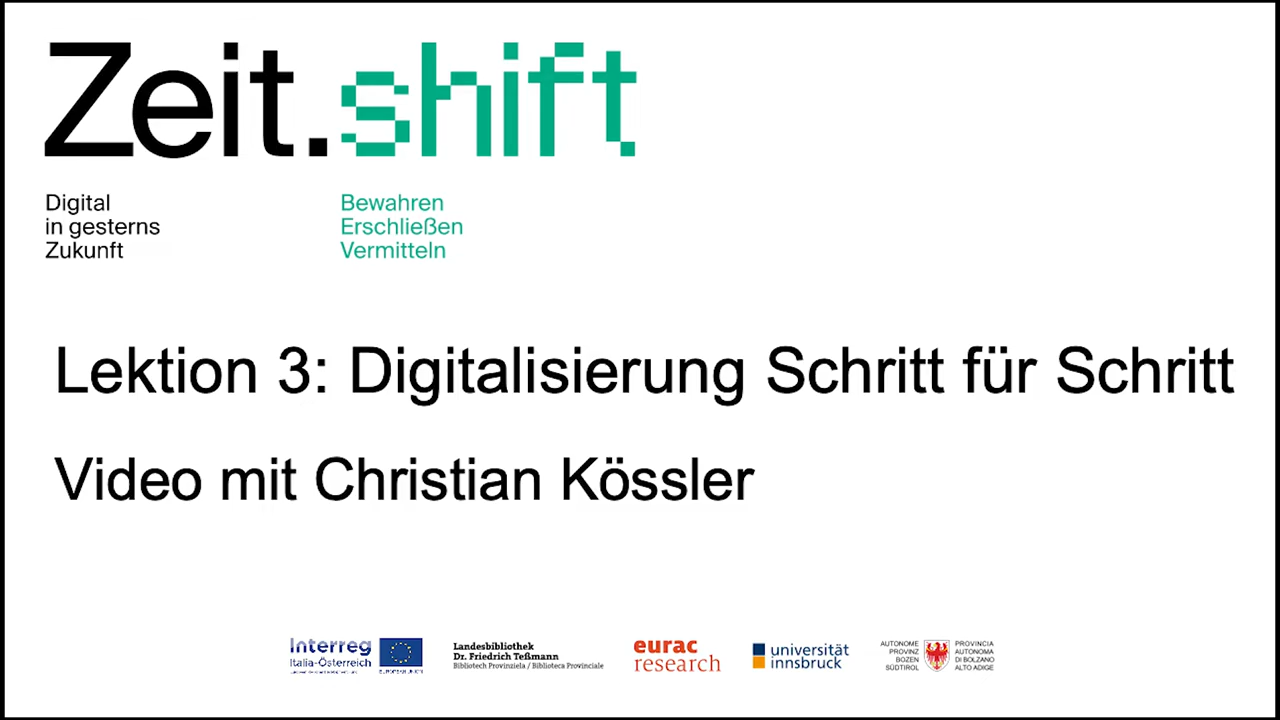 Zeit.shift
Digital
in gesterns
Zukunft
Bewahren
Erschließen
Vermitteln
Lektion 3: Digitalisierung Schritt für Schritt
Video mit Christian Kössler
Interreg
Italia-Österreich
EUROPEAN UNION
Landesbibliothek
Dr. Friedrich Teßmann
Bibliotech Provinziela / Biblioteca Provinciale
eurac
research
universität
innsbruck
AUTONOME
PROVINZ
BOZEN
SÜDTIROL
PROVINCIA
AUTONOMA
DI BOLZANO
ALTO ADIGE